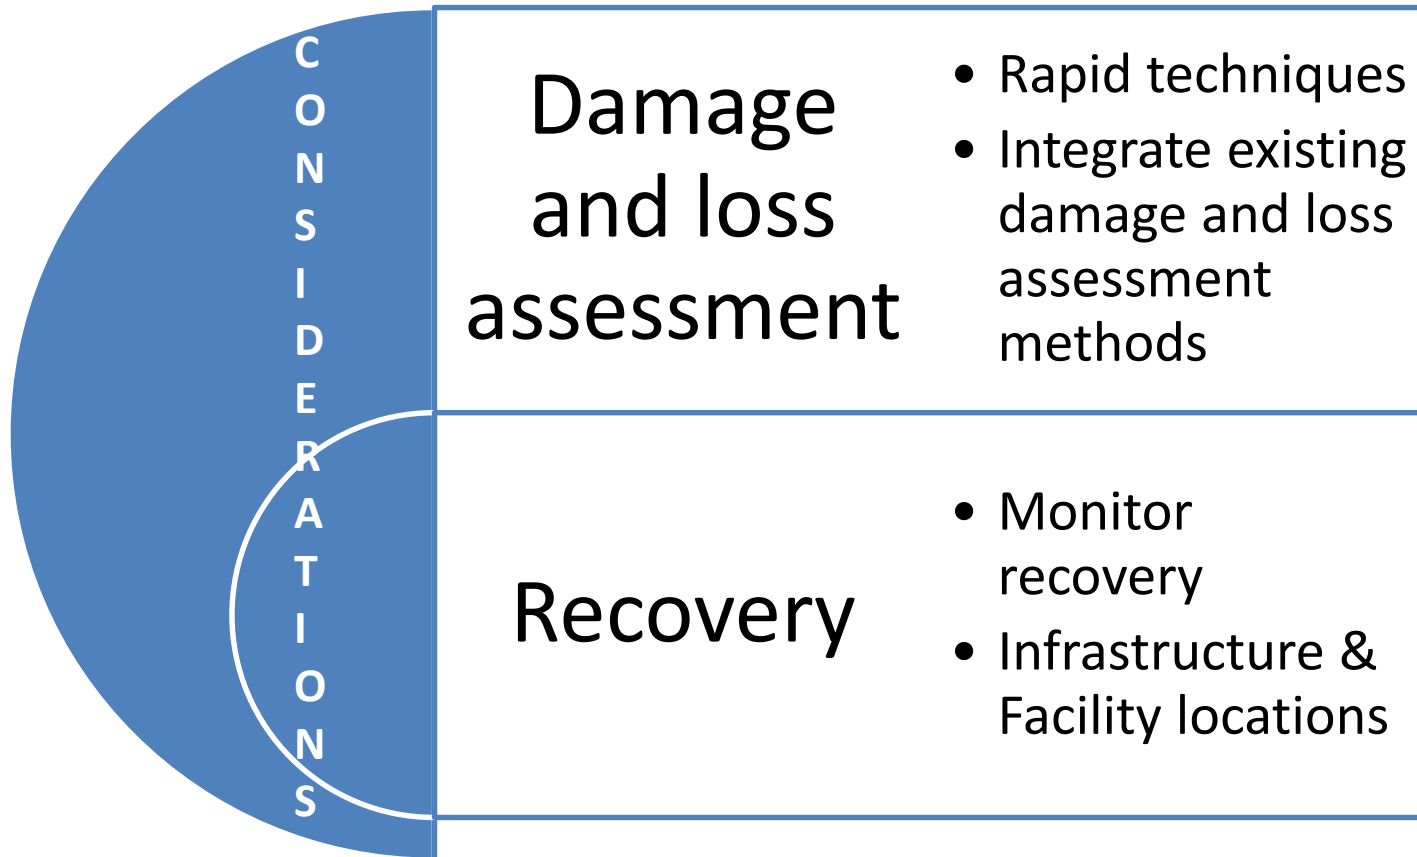 C
O
N
S
I
D
E
R
A
T
I
O
N
S
Damage
and loss
assessment
• Rapid techniques
• Integrate existing
damage and loss
assessment
methods
Recovery
• Monitor
recovery
• Infrastructure &
Facility locations